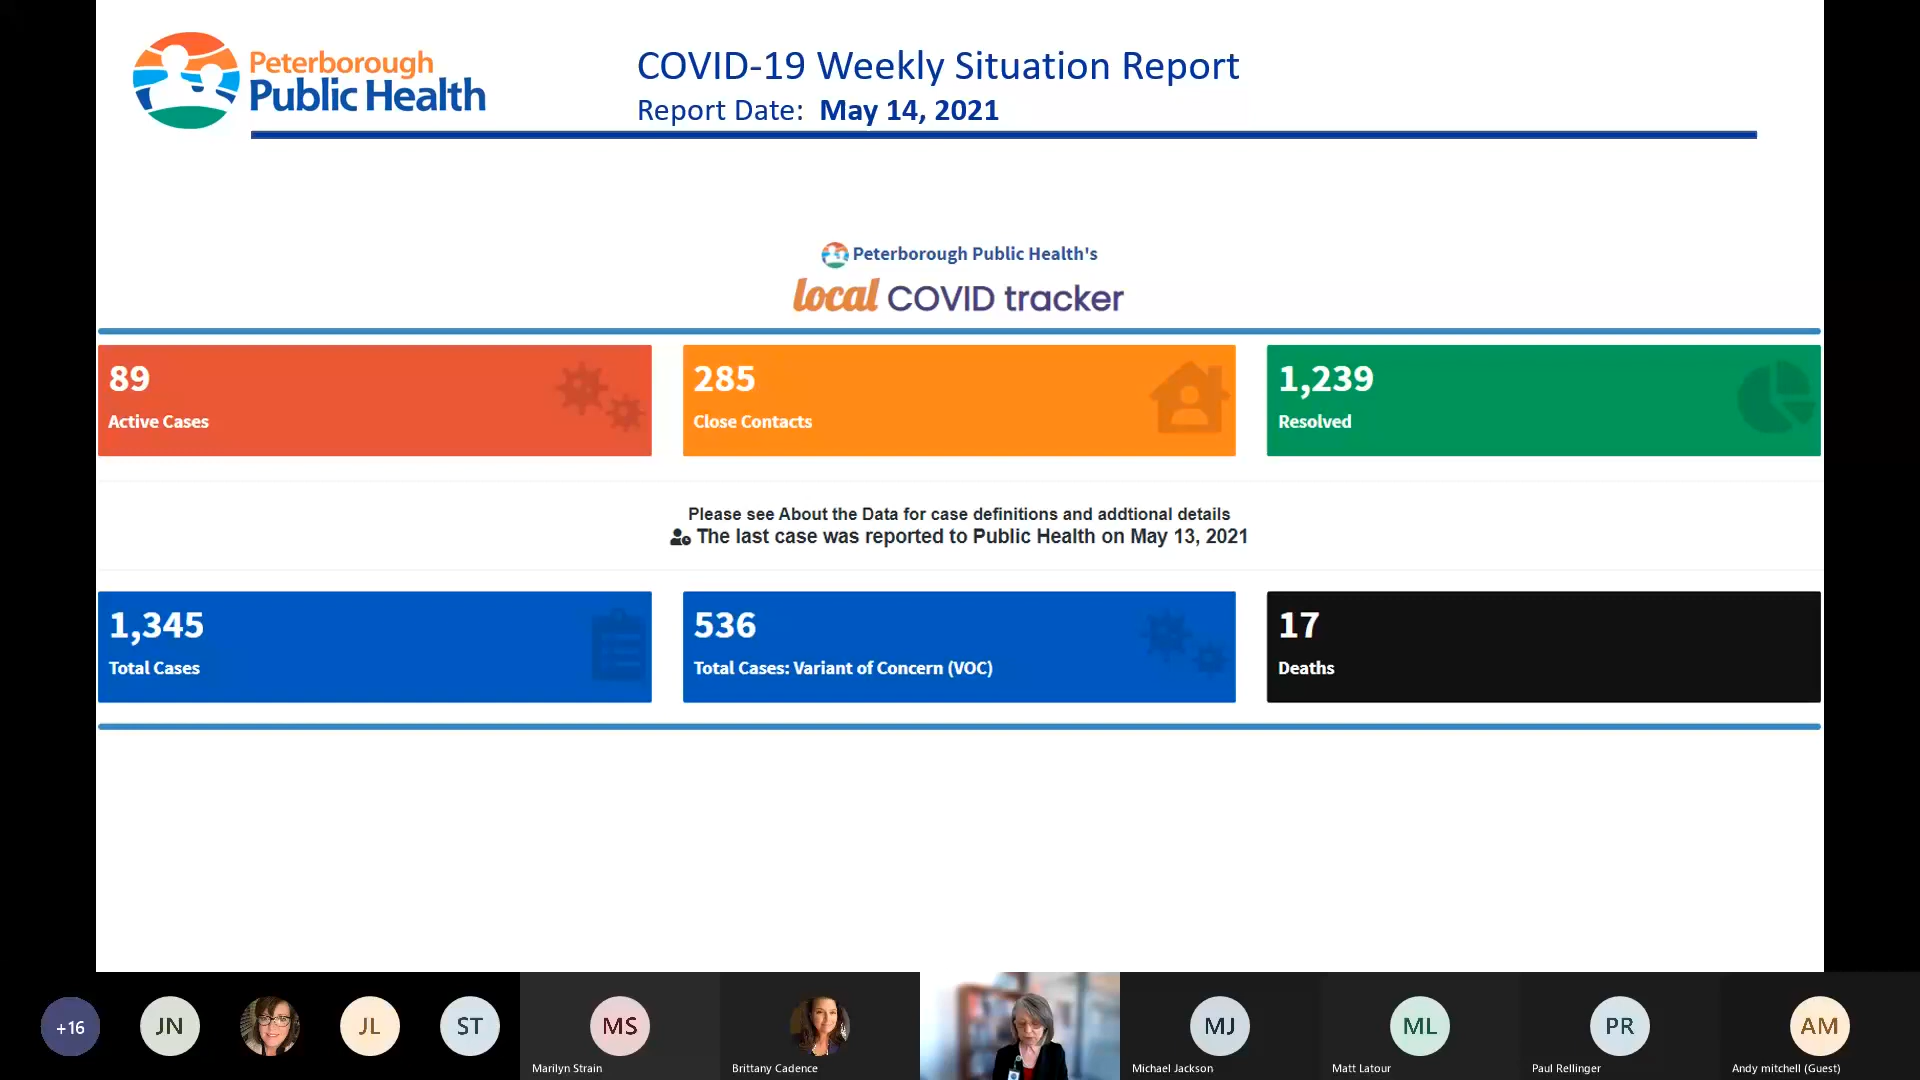 Peterborough
Public Health
COVID-19 Weekly Situation Report
Report Date: May 14, 2021
Peterborough Public Health's
local COVID tracker
89
Active Cases
285
Close Contacts
1,239
Resolved
Please see About the Data for case definitions and addtional details
The last case was reported to Public Health on May 13, 2021
1,345
Total Cases
536
Total Cases: Variant of Concern (VOC)
17
Deaths
+16
JN
JL
ST
MS
Marilyn Strain
Brittany Cadence
MJ
Michael Jackson
ML
Matt Latour
PR
Paul Rellinger
AM
Andy mitchell (Guest)